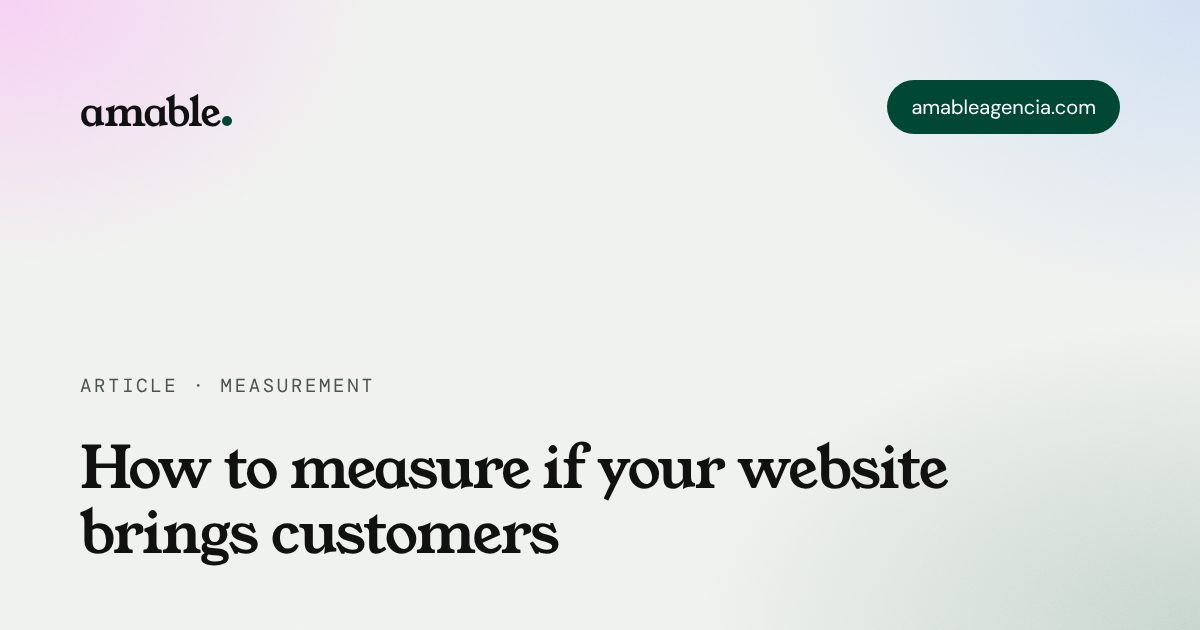 amable.
amableagencia.com
ARTICLE · MEASUREMENT
How to measure if your website
brings customers